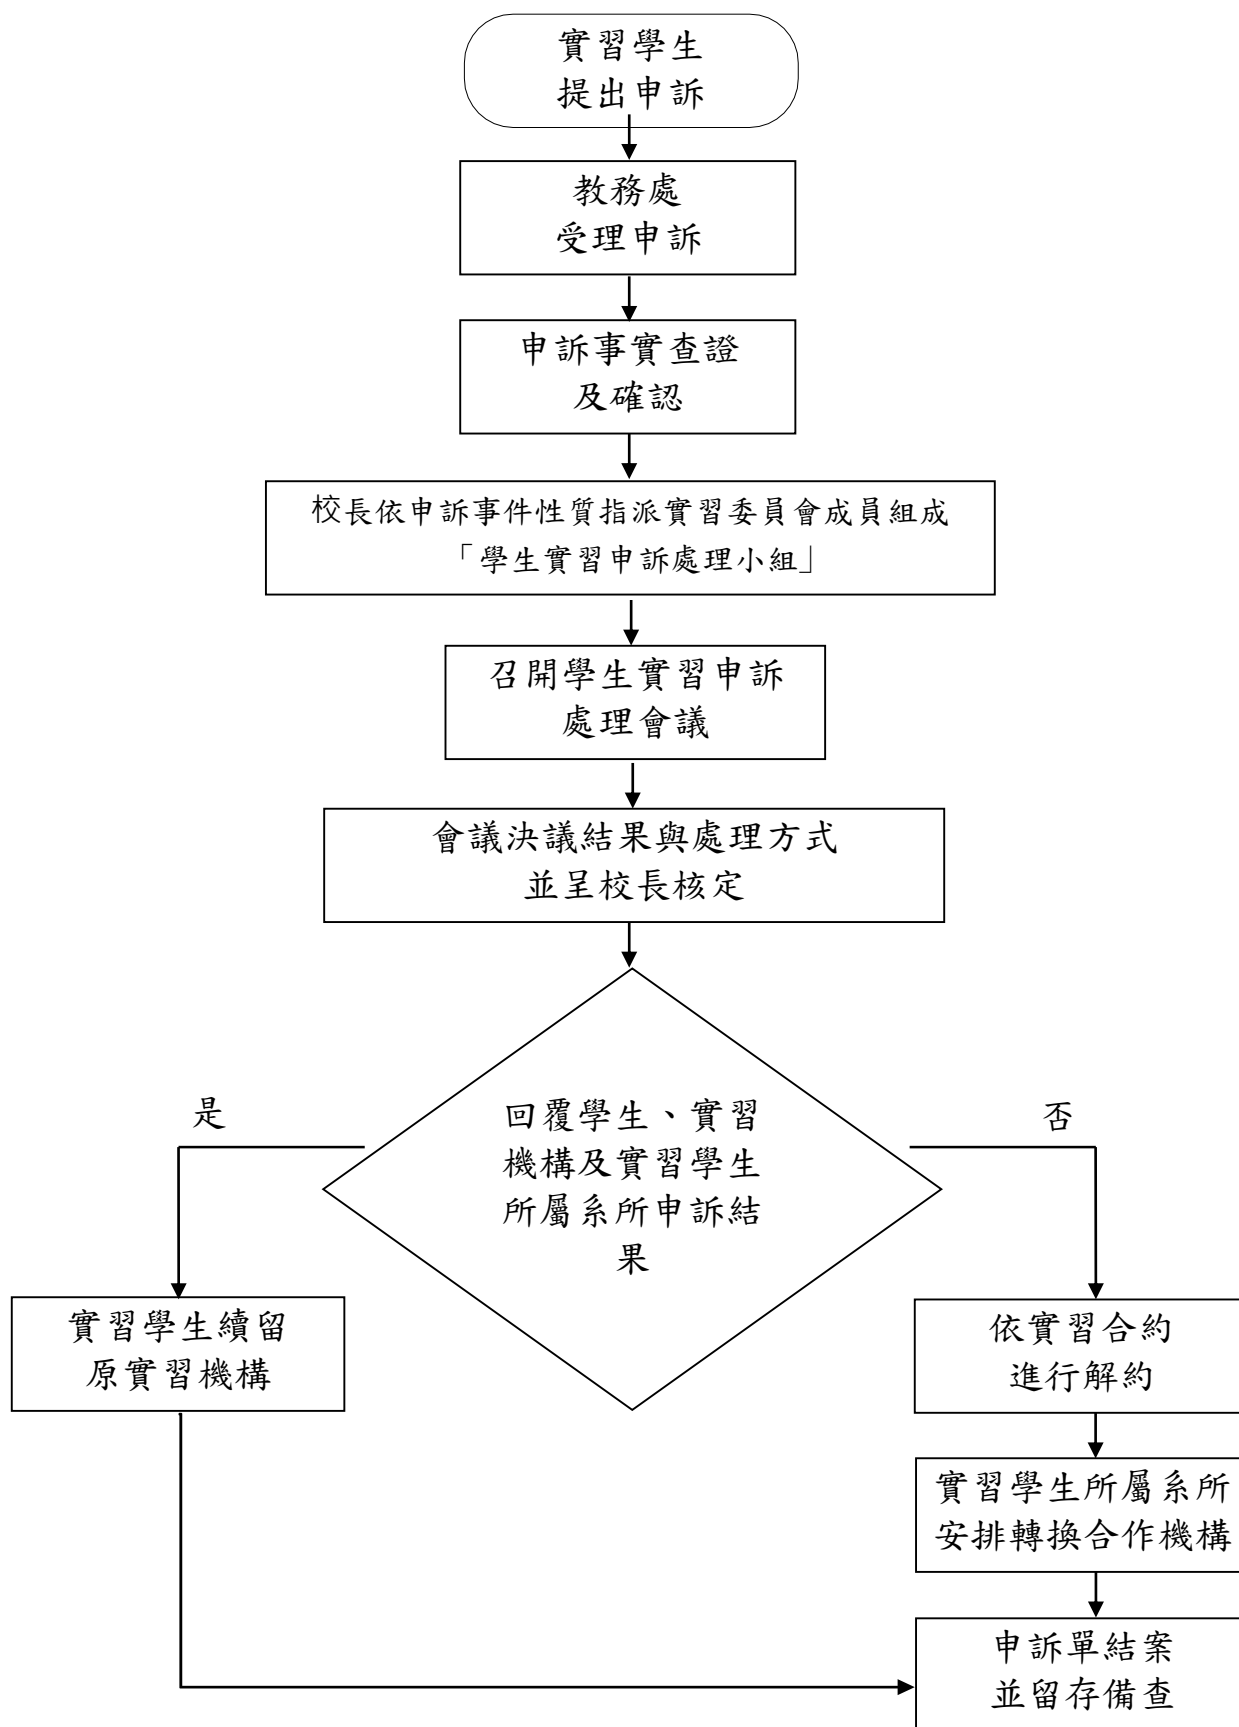 實習學生
提出申訴
教務處
受理申訴
申訴事實查證
及確認
校長依申訴事件性質指派實習委員會成員組成
「學生實習申訴處理小組」
召開學生實習申訴
處理會議
會議決議結果與處理方式
並呈校長核定
是
否
回覆學生、實習
機構及實習學生
所屬系所申訴結
果
實習學生續留
原實習機構
依實習合約
進行解約
實習學生所屬系所
安排轉換合作機構
申訴單結案
並留存備查